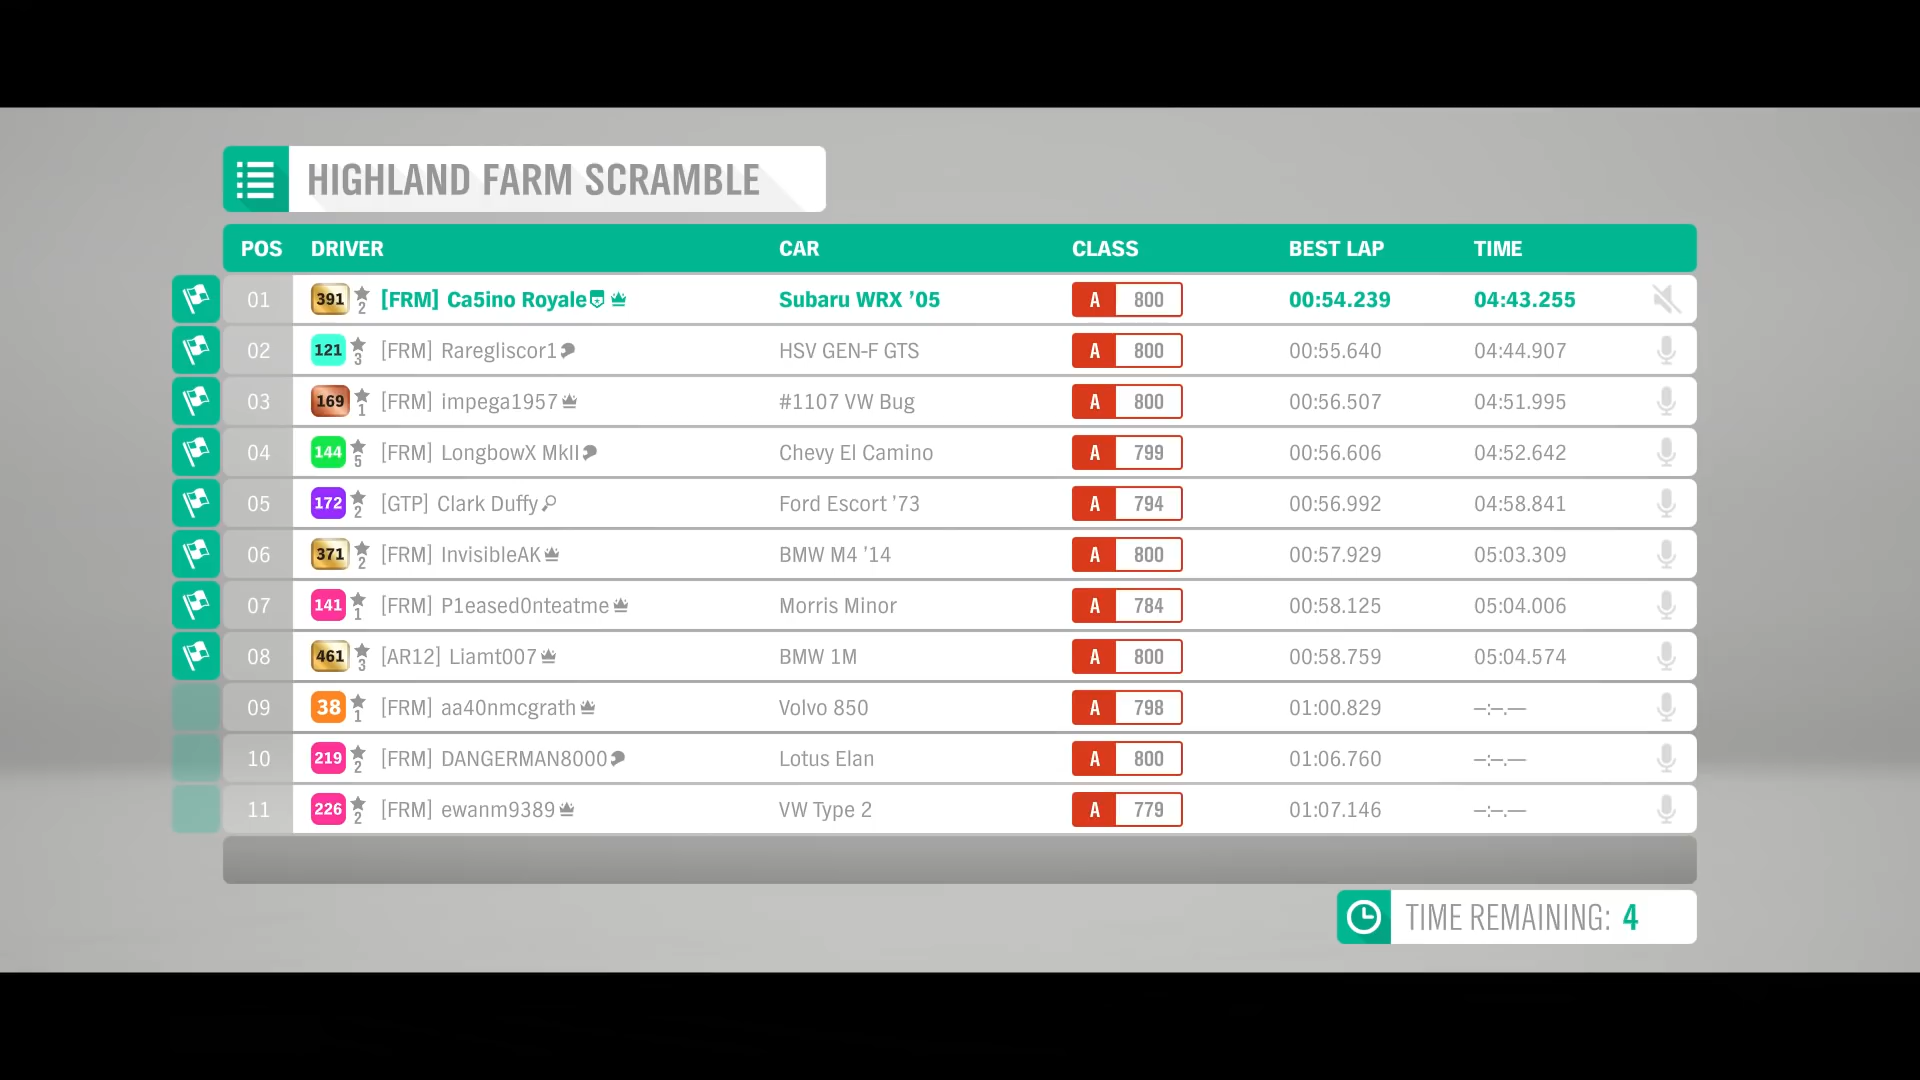 HIGHLAND FARM SCRAMBLE
POS DRIVER CAR CLASS BEST LAP TIME
01 391 2 [FRM] Ca5ino Royale Subaru WRX ’05 A 800 00:54.239 04:43.255
02 121 3 [FRM] Raregliscor1 HSV GEN-F GTS A 800 00:55.640 04:44.907
03 169 1 [FRM] impega1957 #1107 VW Bug A 800 00:56.507 04:51.995
04 144 5 [FRM] LongbowX MkII Chevy El Camino A 799 00:56.606 04:52.642
05 172 2 [GTP] Clark Duffy Ford Escort ’73 A 794 00:56.992 04:58.841
06 371 2 [FRM] InvisibleAK BMW M4 ’14 A 800 00:57.929 05:03.309
07 141 1 [FRM] P1eased0nteatme Morris Minor A 784 00:58.125 05:04.006
08 461 3 [AR12] Liamt007 BMW 1M A 800 00:58.759 05:04.574
09 38 1 [FRM] aa40nmcgrath Volvo 850 A 798 01:00.829 –:–.––
10 219 2 [FRM] DANGERMAN8000 Lotus Elan A 800 01:06.760 –:–.––
11 226 2 [FRM] ewanm9389 VW Type 2 A 779 01:07.146 –:–.––
TIME REMAINING: 4